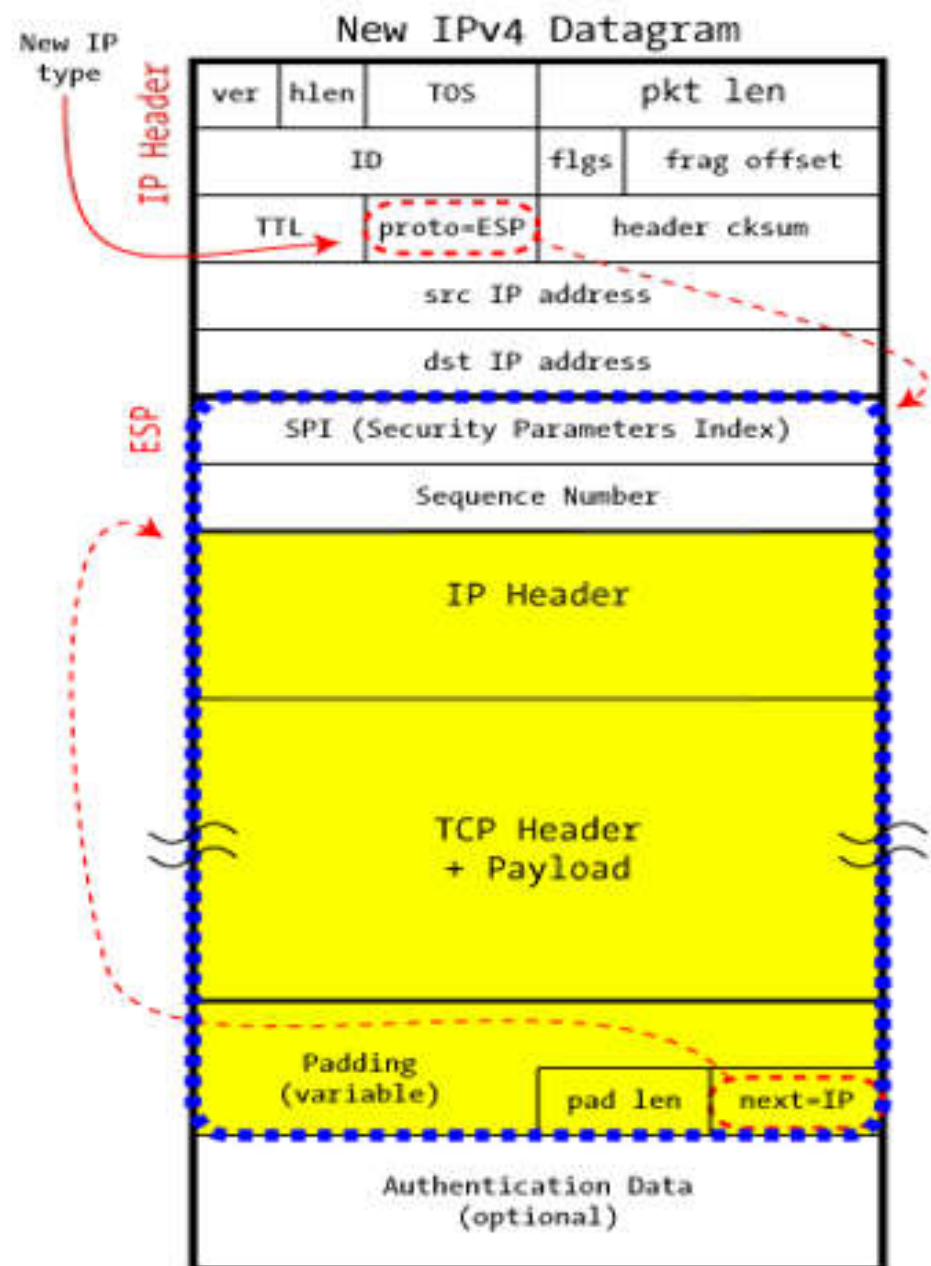 New IPv4 Datagram
New IP
type
IP Header
ver
hlen
TOS
pkt len
ID
flgs
frag offset
TTL
proto=ESP
header cksum
src IP address
dst IP address
ESP
SPI (Security Parameters Index)
Sequence Number
IP Header
TCP Header
+ Payload
Padding
(variable)
pad len
next=IP
Authentication Data
(optional)